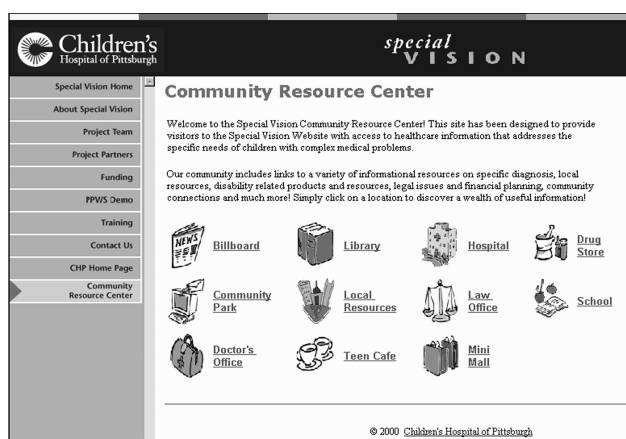 Children's
Hospital of Pittsburgh
special
VISION
Special Vision Home
About Special Vision
Project Team
Project Partners
Funding
PPWS Demo
Training
Contact Us
CHP Home Page
Community
Resource Center
Community Resource Center
Welcome to the Special Vision Community Resource Center! This site has been designed to provide
visitors to the Special Vision Website with access to healthcare information that addresses the
specific needs of children with complex medical problems.
Our community includes links to a variety of informational resources on specific diagnosis, local
resources, disability related products and resources, legal issues and financial planning, community
connections and much more! Simply click on a location to discover a wealth of useful information!
NEWS
Billboard
Library
Hospital
Drug
Store
Community
Park
Local
Resources
Law
Office
School
Doctor's
Office
Teen Cafe
Mini
Mall
© 2000 Children's Hospital of Pittsburgh